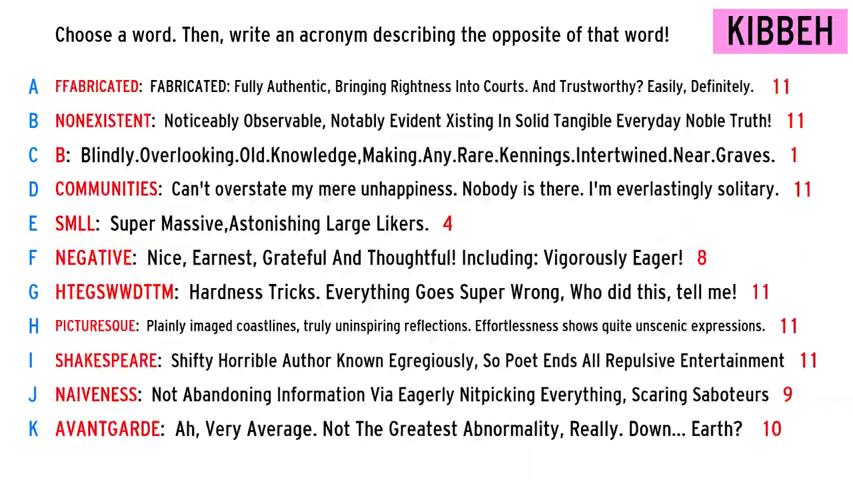 Choose a word. Then, write an acronym describing the opposite of that word! KIBBEH
A FFABRICATED: FABRICATED: Fully Authentic, Bringing Rightness Into Courts. And Trustworthy? Easily, Definitely. 11
B NONEXISTENT: Noticeably Observable, Notably Evident Xisting In Solid Tangible Everyday Noble Truth! 11
C B: Blindly.Overlooking.Old.Knowledge,Making.Any.Rare.Kennings.Intertwined.Near.Graves. 1
D COMMUNITIES: Can't overstate my mere unhappiness. Nobody is there. I'm everlastingly solitary. 11
E SMLL: Super Massive,Astonishing Large Likers. 4
F NEGATIVE: Nice, Earnest, Grateful And Thoughtful! Including: Vigorously Eager! 8
G HTEGSWWDTTM: Hardness Tricks. Everything Goes Super Wrong, Who did this, tell me! 11
H PICTURESQUE: Plainly imaged coastlines, truly uninspiring reflections. Effortlessness shows quite unscenic expressions. 11
I SHAKESPEARE: Shifty Horrible Author Known Egregiously, So Poet Ends All Repulsive Entertainment 11
J NAIVENESS: Not Abandoning Information Via Eagerly Nitpicking Everything, Scaring Saboteurs 9
K AVANTGARDE: Ah, Very Average. Not The Greatest Abnormality, Really. Down... Earth? 10